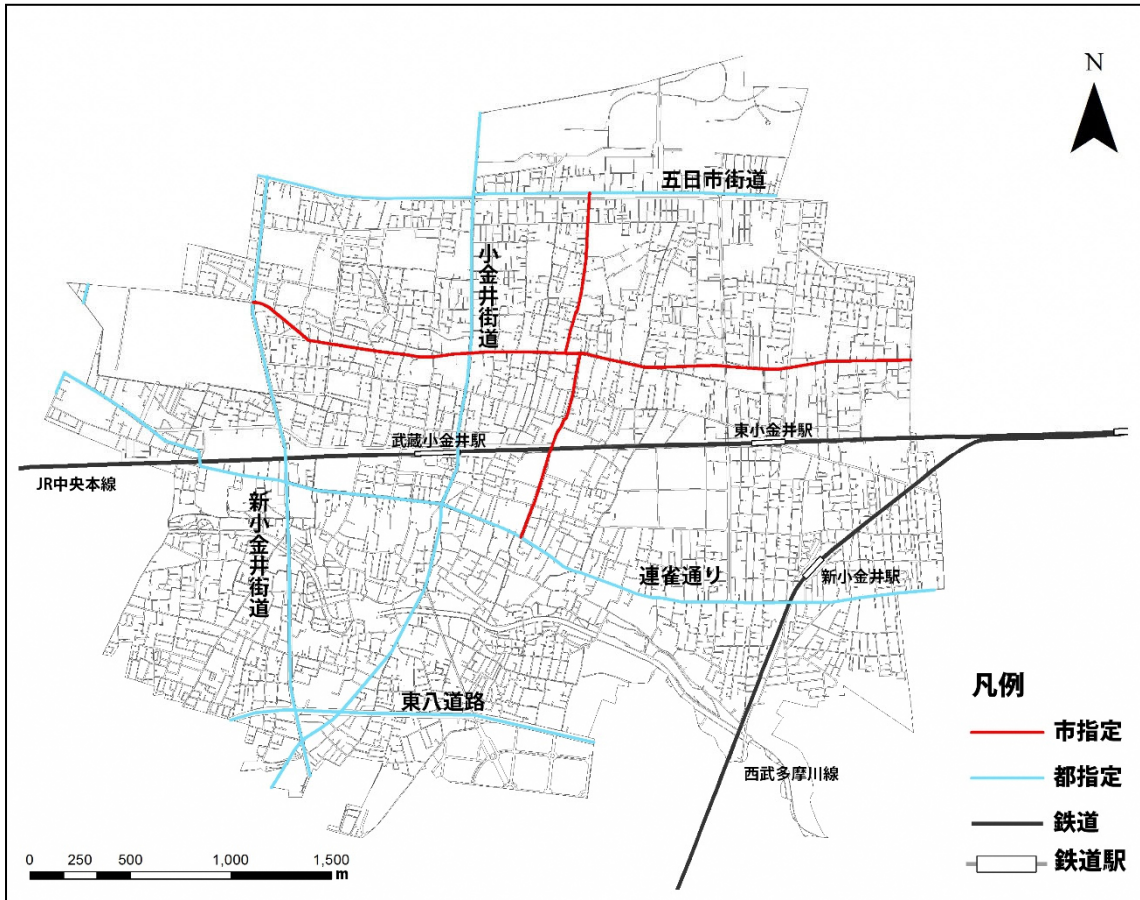 N
五日市街道
小金井街道
武蔵小金井駅
東小金井駅
JR中央本線
新小金井街道
連雀通り
新小金井駅
東八道路
西武多摩川線
凡例
市指定
都指定
鉄道
鉄道駅
0 250 500 1,000 1,500
m